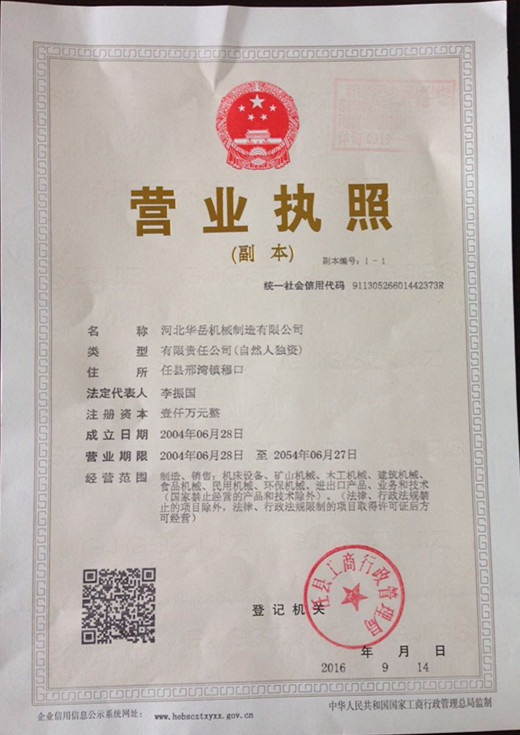 营业执照
(副 本)
副本编号：1－1
统一社会信用代码 91130526601442373R
名 称 河北华岳机械制造有限公司
类 型 有限责任公司(自然人独资)
住 所 任县邢湾镇穆口
法定代表人 李振国
注册资本 壹仟万元整
成立日期 2004年06月28日
营业期限 2004年06月28日 至 2054年06月27日
经营范围 制造、销售：机床设备、矿山机械、木工机械、建筑机械、
食品机械、民用机械、环保机械、进出口产品、业务和技术
（国家禁止经营的产品和技术除外）。（法律、行政法规禁
止的项目除外，法律、行政法规限制的项目取得许可证后方
可经营）
登记机关
任县工商行政管理局
年 月 日
2016 9 14
企业信用信息公示系统网址： www.hebscztxyxx.gov.cn
中华人民共和国国家工商行政管理总局监制